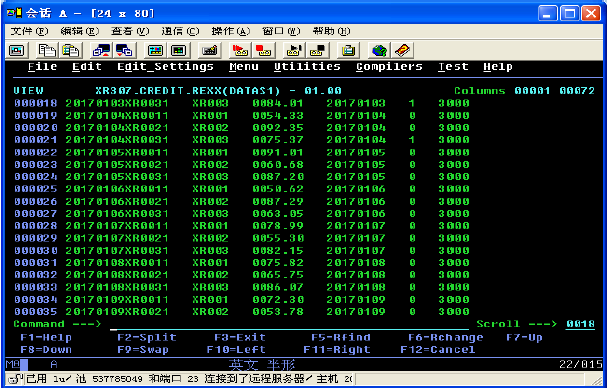 会话 A - [24 x 80]
文件(F) 编辑(E) 查看(V) 通信(C) 操作(A) 窗口(W) 帮助(H)
File Edit Edit_Settings Menu Utilities Compilers Test Help
VIEW XR307.CREDIT.REXX(DATAS1) - 01.00 Columns 00001 00072
000018 20170103XR0031 XR003 0084.01 20170103 1 3000
000019 20170104XR0011 XR001 0054.33 20170104 0 3000
000020 20170104XR0021 XR002 0092.35 20170104 0 3000
000021 20170104XR0031 XR003 0075.37 20170104 1 3000
000022 20170105XR0011 XR001 0091.01 20170105 0 3000
000023 20170105XR0021 XR002 0060.68 20170105 0 3000
000024 20170105XR0031 XR003 0087.20 20170105 0 3000
000025 20170106XR0011 XR001 0050.62 20170106 0 3000
000026 20170106XR0021 XR002 0087.29 20170106 0 3000
000027 20170106XR0031 XR003 0063.05 20170106 0 3000
000028 20170107XR0011 XR001 0078.99 20170107 0 3000
000029 20170107XR0021 XR002 0055.30 20170107 0 3000
000030 20170107XR0031 XR003 0082.15 20170107 0 3000
000031 20170108XR0011 XR001 0075.82 20170108 0 3000
000032 20170108XR0021 XR002 0065.75 20170108 0 3000
000033 20170108XR0031 XR003 0086.07 20170108 0 3000
000034 20170109XR0011 XR001 0072.30 20170109 0 3000
000035 20170109XR0021 XR002 0053.78 20170109 0 3000
Command ---> Scroll ---> 0018
F1=Help F2=Split F3=Exit F5=Rfind F6=Rchange F7=Up
F8=Down F9=Swap F10=Left F11=Right F12=Cancel
MA A 英文 半形 22/015
已用 lu/ 池 537785049 和端口 23 连接到了远程服务器/ 主机